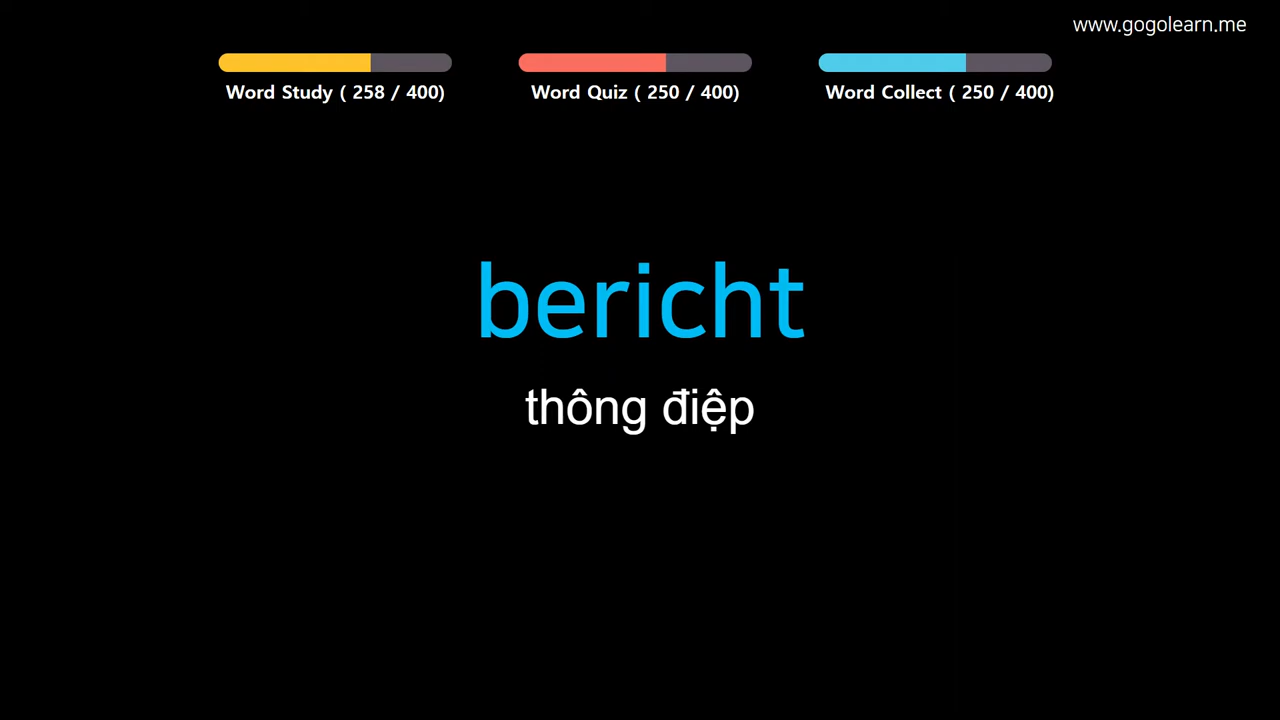 www.gogolearn.me
Word Study ( 258 / 400)
Word Quiz ( 250 / 400)
Word Collect ( 250 / 400)
bericht
thông điệp